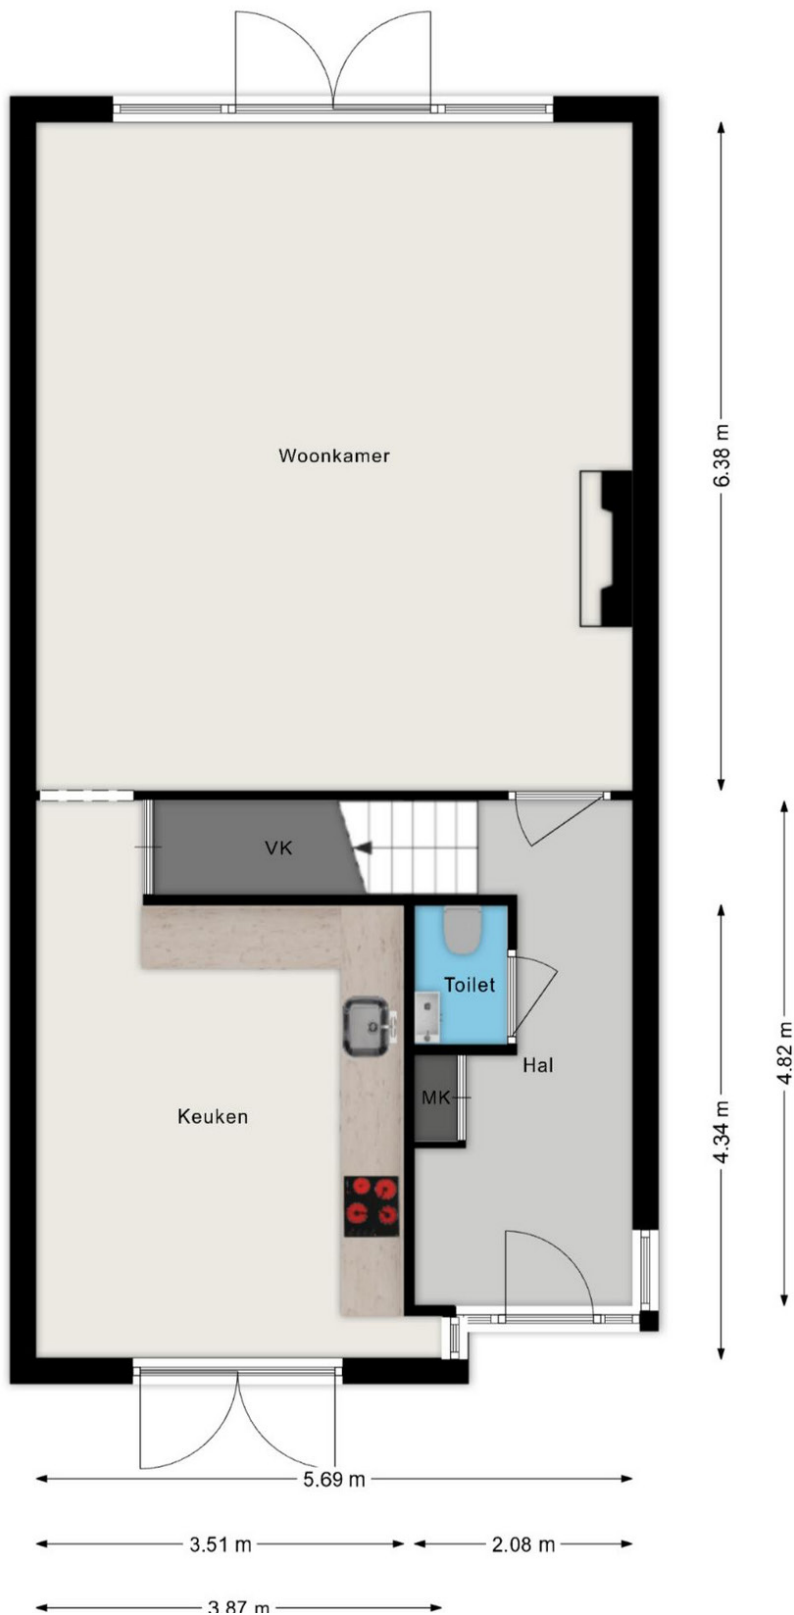 Woonkamer
6.38 m
VK
Toilet
Hal
MK
Keuken
4.82 m
4.34 m
5.69 m
3.51 m
2.08 m
3.87 m